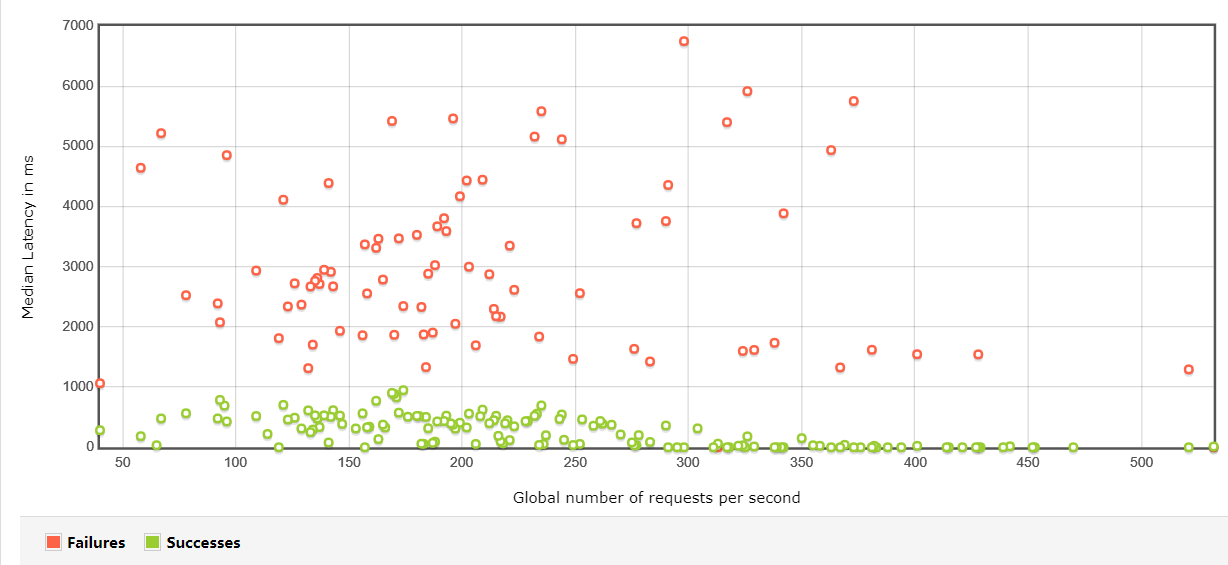 7000
6000
5000
4000
3000
2000
1000
0
Median Latency in ms
50 100 150 200 250 300 350 400 450 500
Global number of requests per second
Failures Successes